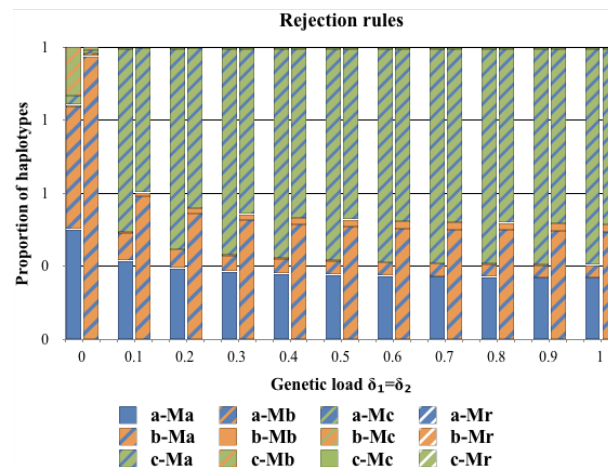 Rejection rules
1
1
1
0
0
Proportion of haplotypes
0 0.1 0.2 0.3 0.4 0.5 0.6 0.7 0.8 0.9 1
Genetic load δ₁=δ₂
a-Ma a-Mb a-Mc a-Mr
b-Ma b-Mb b-Mc b-Mr
c-Ma c-Mb c-Mc c-Mr